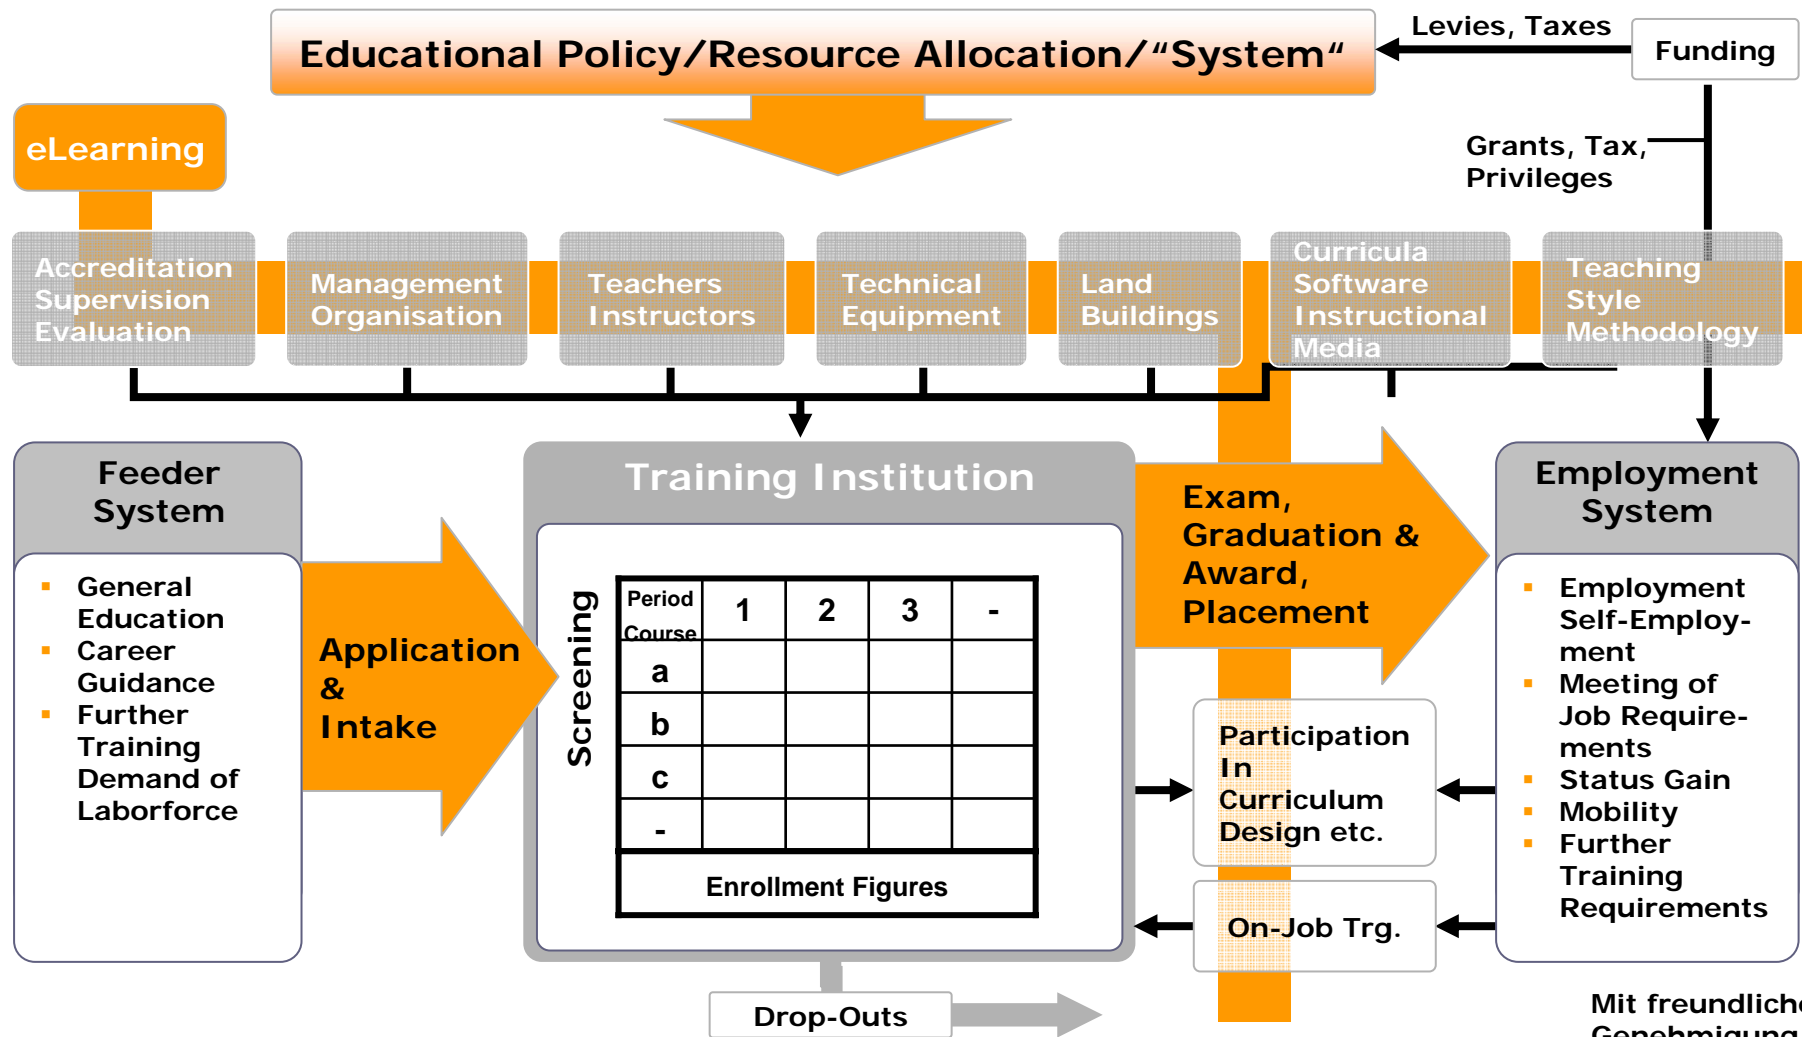 Educational Policy/Resource Allocation/“System“
Levies, Taxes
Funding
Grants, Tax,
Privileges
eLearning
Accreditation
Supervision
Evaluation
Management
Organisation
Teachers
Instructors
Technical
Equipment
Land
Buildings
Curricula
Software
Instructional
Media
Teaching
Style
Methodology
Feeder
System
▪ General
Education
▪ Career
Guidance
▪ Further
Training
Demand of
Laborforce
Application
&
Intake
Training Institution
Screening
Period
Course
1 2 3 -
a
b
c
-
Enrollment Figures
Exam,
Graduation &
Award,
Placement
Participation
In
Curriculum
Design etc.
On-Job Trg.
Drop-Outs
Employment
System
▪ Employment
Self-Employ-
ment
▪ Meeting of
Job Require-
ments
▪ Status Gain
▪ Mobility
▪ Further
Training
Requirements
Mit freundliche
Genehmigung